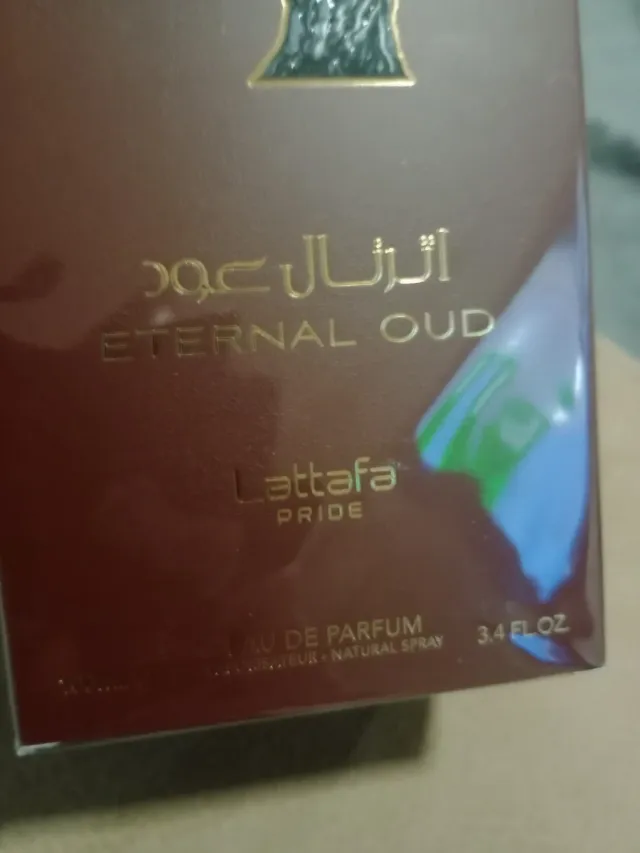 اترنال عود
ETERNAL OUD
Lattafa
PRIDE
EAU DE PARFUM
NATURAL SPRAY
3.4 FL OZ